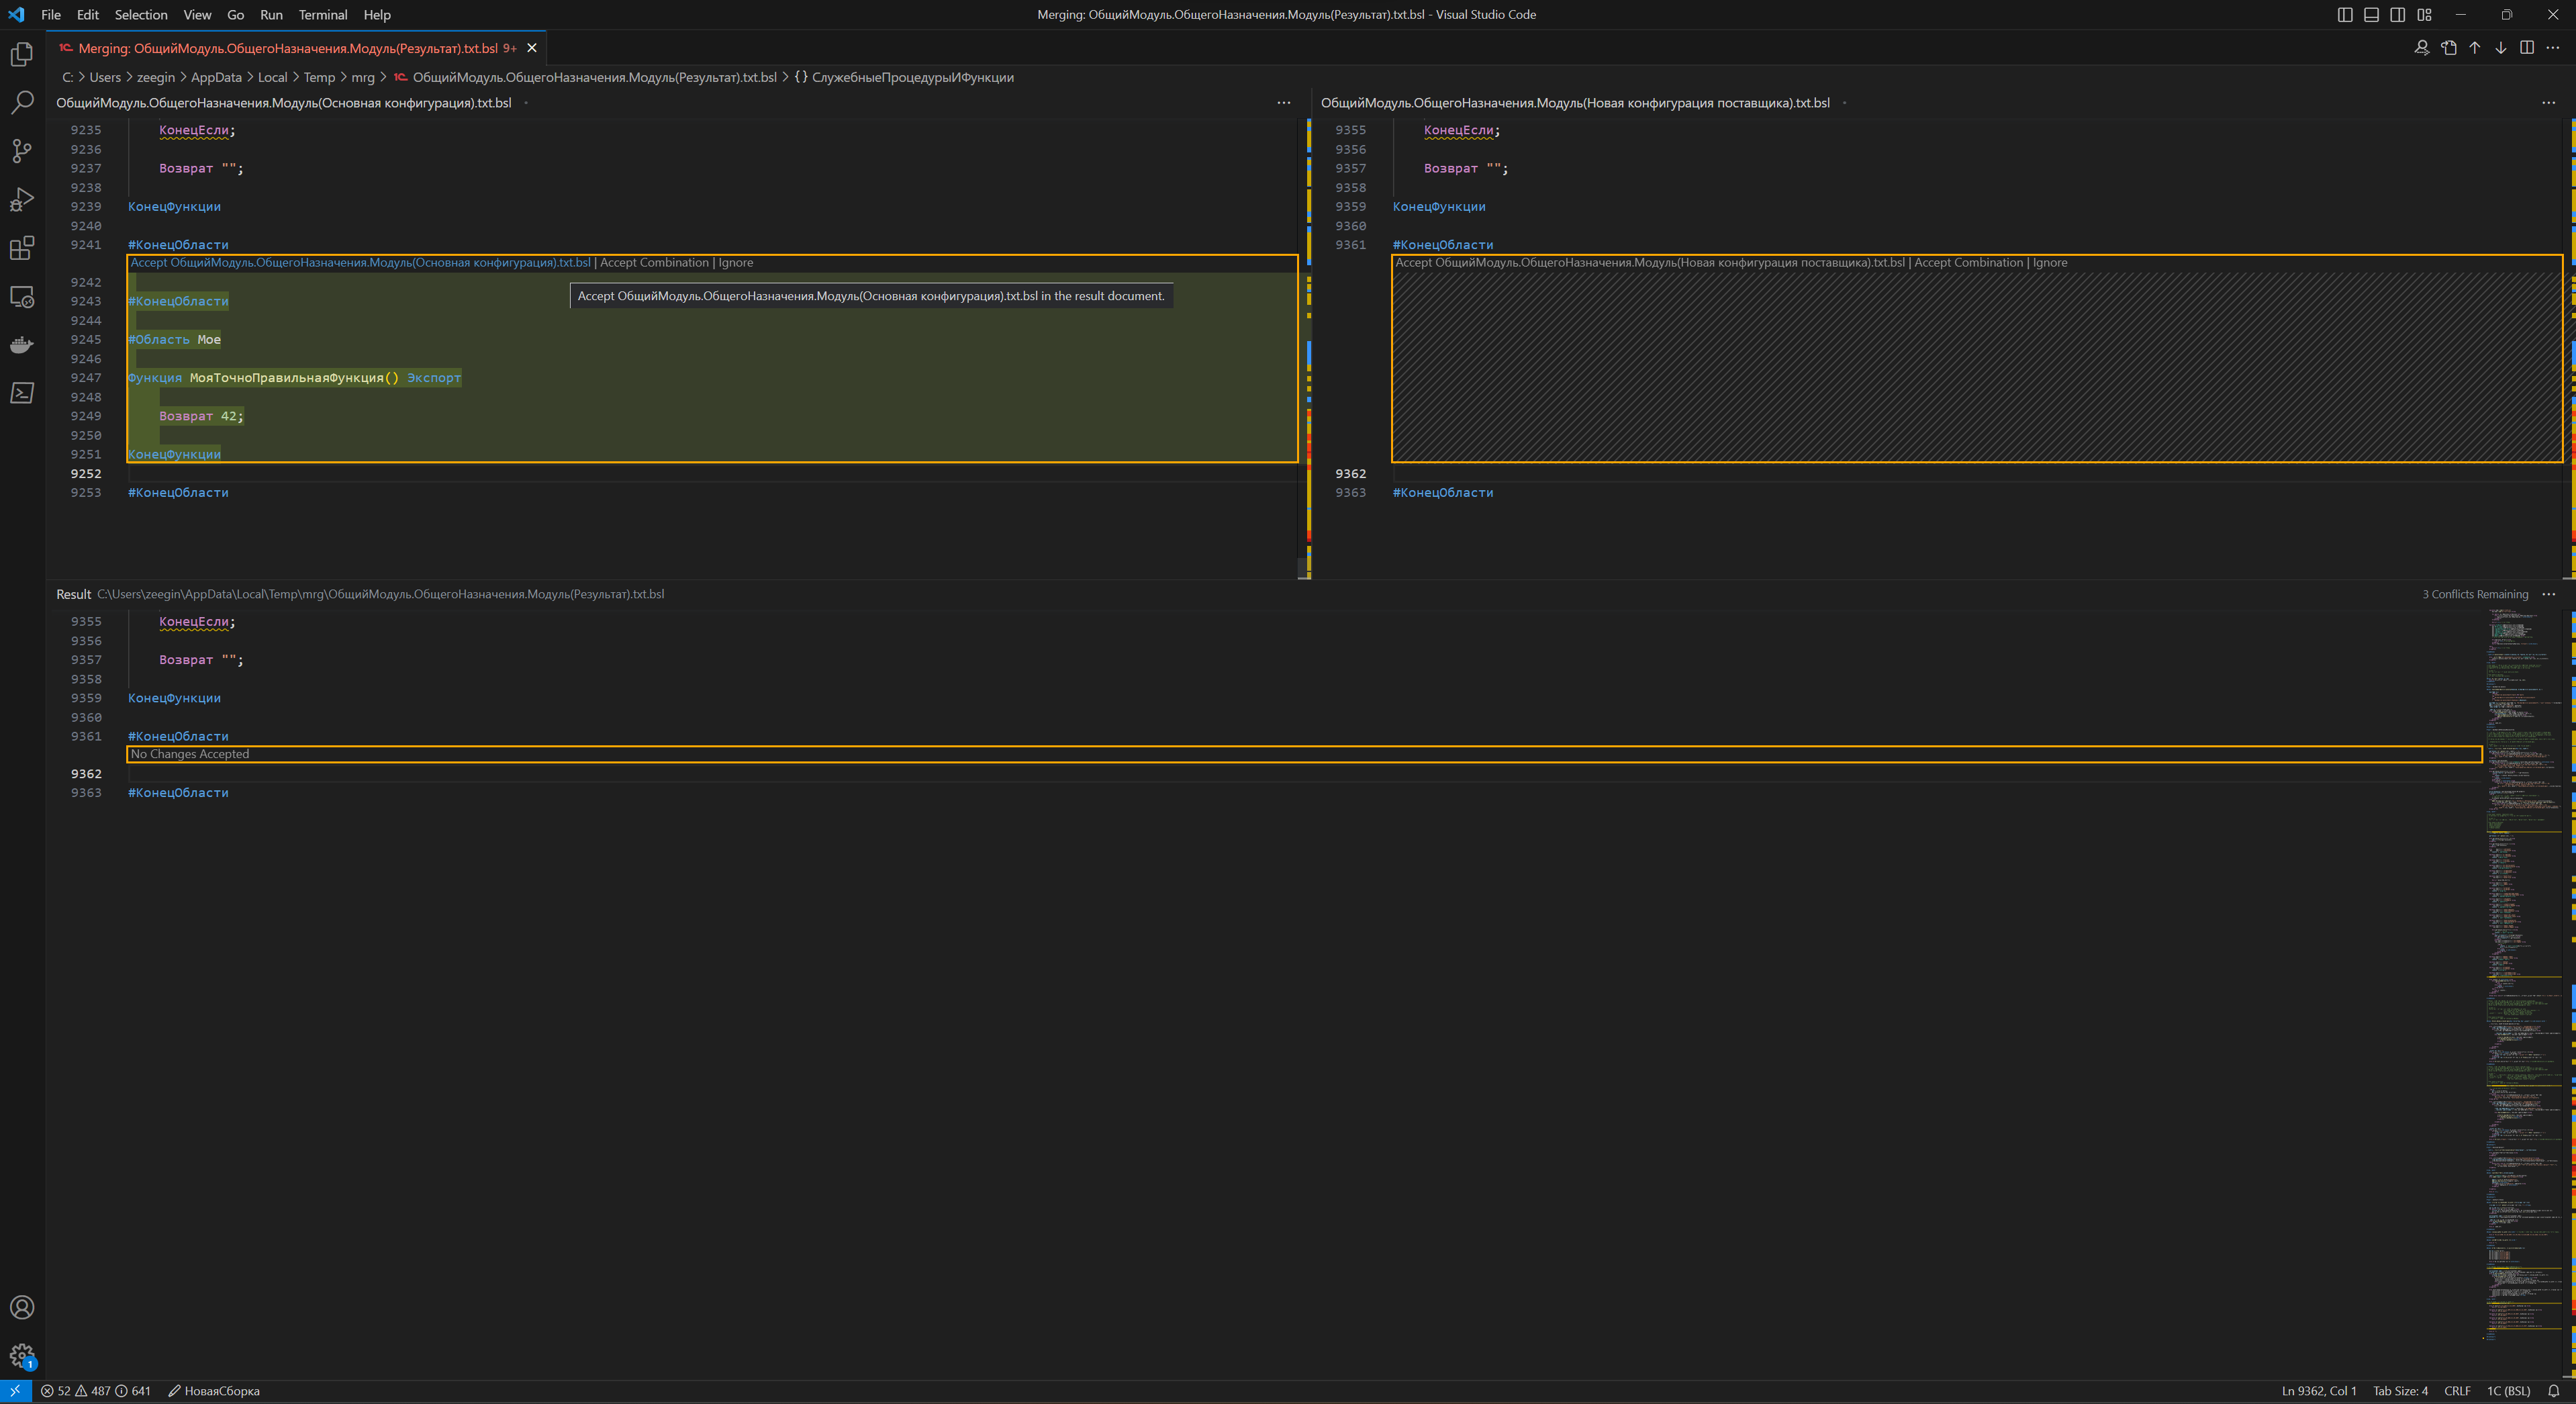 File Edit Selection View Go Run Terminal Help
Merging: ОбщийМодуль.ОбщегоНазначения.Модуль(Результат).txt.bsl - Visual Studio Code
1C Merging: ОбщийМодуль.ОбщегоНазначения.Модуль(Результат).txt.bsl 9+
C: > Users > zeegin > AppData > Local > Temp > mrg > 1C ОбщийМодуль.ОбщегоНазначения.Модуль(Результат).txt.bsl > {} СлужебныеПроцедурыИФункции
ОбщийМодуль.ОбщегоНазначения.Модуль(Основная конфигурация).txt.bsl
9235 КонецЕсли;
9236
9237 Возврат "";
9238
9239 КонецФункции
9240
9241 #КонецОбласти
Accept ОбщийМодуль.ОбщегоНазначения.Модуль(Основная конфигурация).txt.bsl | Accept Combination | Ignore
9242
Accept ОбщийМодуль.ОбщегоНазначения.Модуль(Основная конфигурация).txt.bsl in the result document.
9243 #КонецОбласти
9244
9245 #Область Мое
9246
9247 Функция МояТочноПравильнаяФункция() Экспорт
9248
9249 Возврат 42;
9250
9251 КонецФункции
9252
9253 #КонецОбласти
ОбщийМодуль.ОбщегоНазначения.Модуль(Новая конфигурация поставщика).txt.bsl
9355 КонецЕсли;
9356
9357 Возврат "";
9358
9359 КонецФункции
9360
9361 #КонецОбласти
Accept ОбщийМодуль.ОбщегоНазначения.Модуль(Новая конфигурация поставщика).txt.bsl | Accept Combination | Ignore
9362
9363 #КонецОбласти
Result C:\Users\zeegin\AppData\Local\Temp\mrg\ОбщийМодуль.ОбщегоНазначения.Модуль(Результат).txt.bsl
3 Conflicts Remaining
9355 КонецЕсли;
9356
9357 Возврат "";
9358
9359 КонецФункции
9360
9361 #КонецОбласти
No Changes Accepted
9362
9363 #КонецОбласти
1
52 487 641 НоваяСборка
Ln 9362, Col 1 Tab Size: 4 CRLF 1C (BSL)